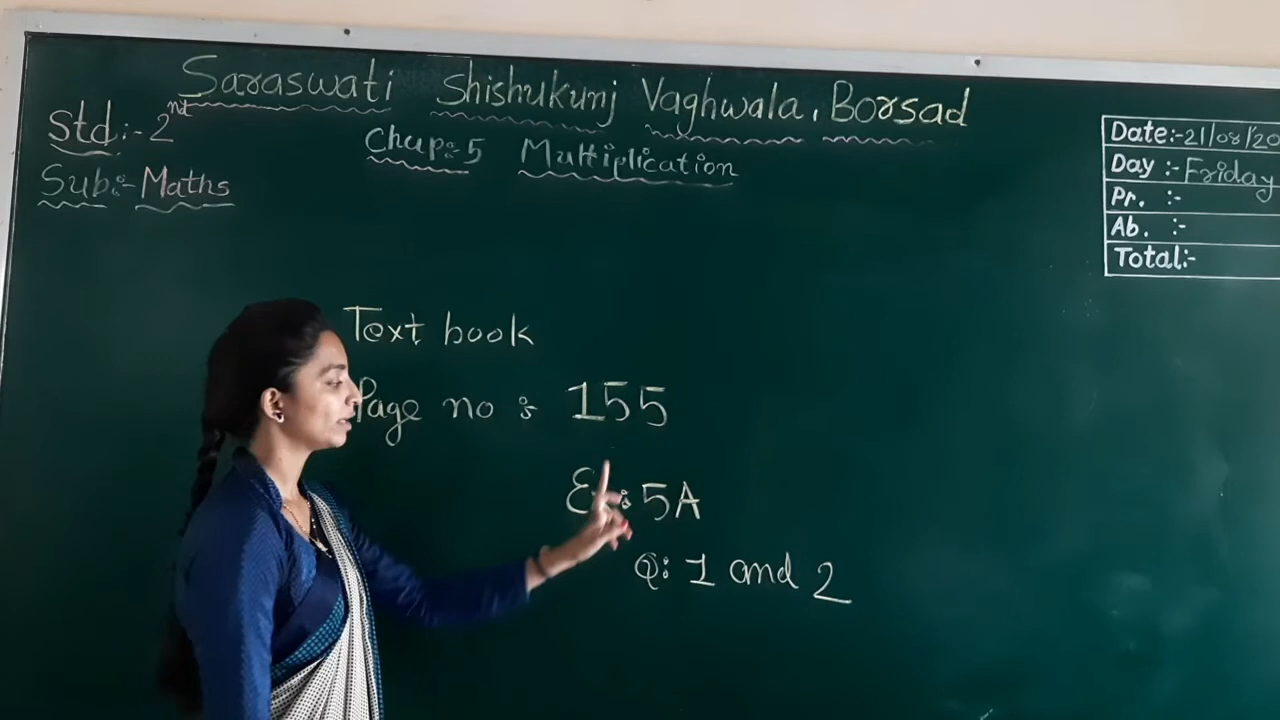 Saraswati Shishukunj Vaghwala, Borsad
Std:- 2nd
Chap:5 Multiplication
Sub:- Maths
Date:-21/08/20
Day :- Friday
Pr. :-
Ab. :-
Total:-
Text book
Page no : 155
Ex: 5A
Q: 1 and 2